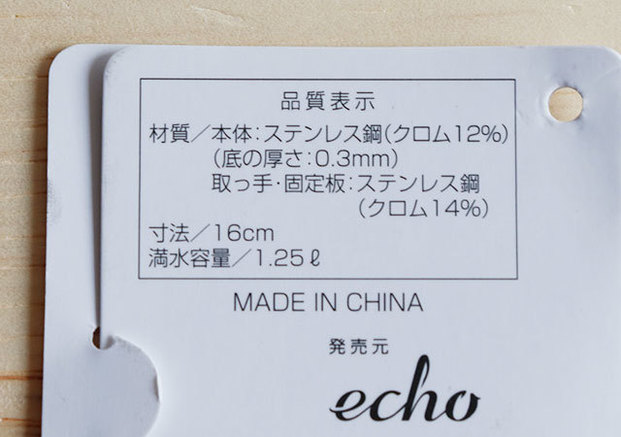 品質表示
材質／本体：ステンレス鋼（クロム12%）
（底の厚さ：0.3mm）
取っ手・固定板：ステンレス鋼
（クロム14%）
寸法／16cm
満水容量／1.25ℓ
MADE IN CHINA
発売元
echo